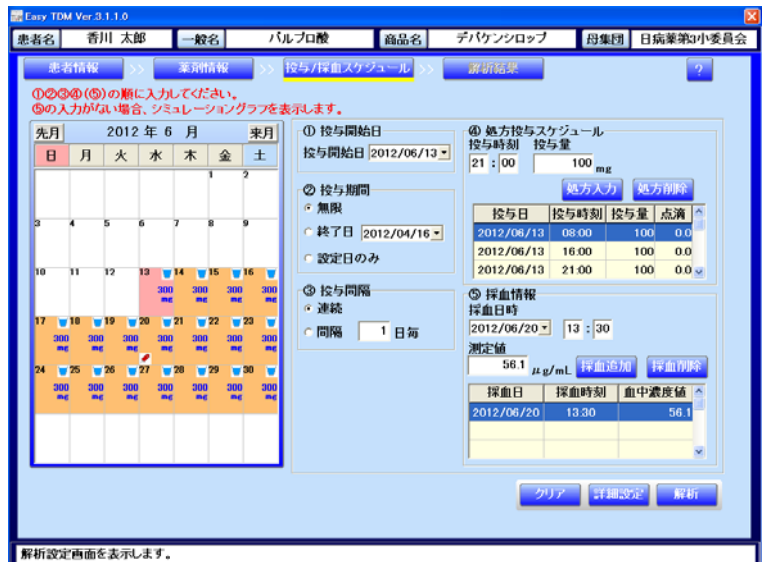 Easy TDM Ver.3.1.1.0
患者名 香川 太郎 一般名 バルプロ酸 商品名 デパケンシロップ 母集団 日病薬第3小委員会
患者情報 >> 薬剤情報 >> 投与/採血スケジュール >> 解析結果 ?
①②③④(⑤)の順に入力してください。
⑤の入力がない場合、シミュレーショングラフを表示します。
先月 2012 年 6 月 来月
日 月 火 水 木 金 土
1 2
3 4 5 6 7 8 9
10 11 12 13 14 15 16
300 300 300 300
mg mg mg mg
17 18 19 20 21 22 23
300 300 300 300 300 300 300
mg mg mg mg mg mg mg
24 25 26 27 28 29 30
300 300 300 300 300 300 300
mg mg mg mg mg mg mg
① 投与開始日
投与開始日 2012/06/13
② 投与期間
無限
終了日 2012/04/16
設定日のみ
③ 投与間隔
連続
間隔 1 日毎
④ 処方投与スケジュール
投与時刻 投与量
21 : 00 100 mg
処方入力 処方削除
投与日 投与時刻 投与量 点滴
2012/06/13 08:00 100 0.0
2012/06/13 16:00 100 0.0
2012/06/13 21:00 100 0.0
⑤ 採血情報
採血日時
2012/06/20 13 : 30
測定値
56.1 μg/mL 採血追加 採血削除
採血日 採血時刻 血中濃度値
2012/06/20 13:30 56.1
クリア 詳細設定 解析
解析設定画面を表示します。